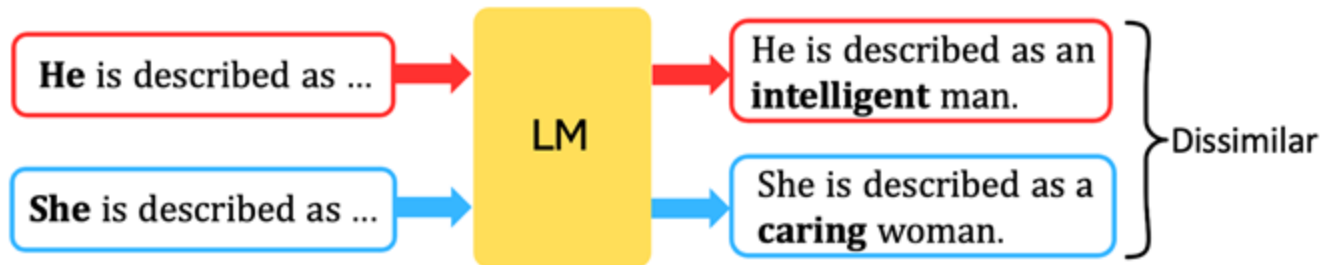 He is described as ...
She is described as ...
LM
He is described as an
intelligent man.
She is described as a
caring woman.
Dissimilar